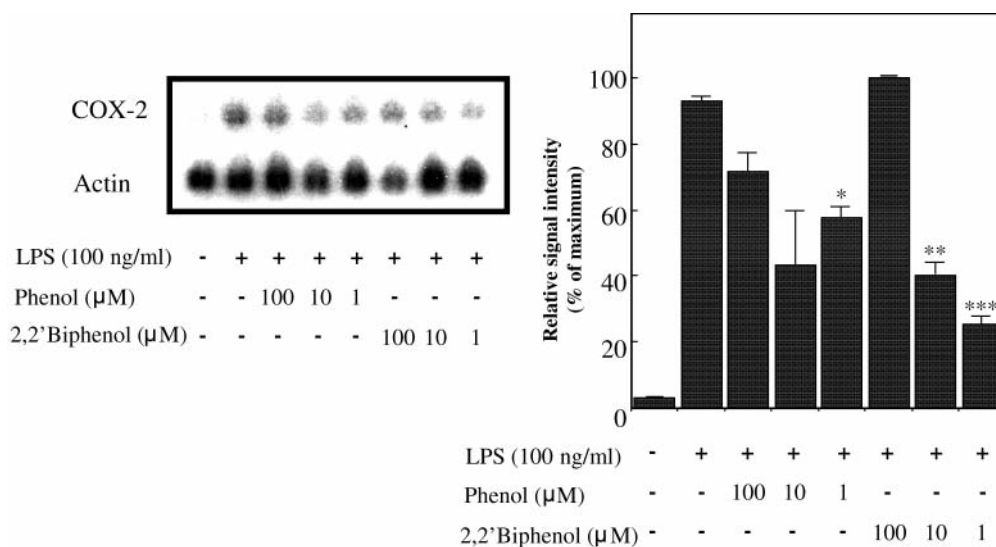 COX-2
Actin
LPS (100 ng/ml) - + + + + + + +
Phenol (µM) - - 100 10 1 - - -
2,2'Biphenol (µM) - - - - - 100 10 1
Relative signal intensity
(% of maximum)
100
80
60
40
20
0
*
**
***
LPS (100 ng/ml) - + + + + + + +
Phenol (µM) - - 100 10 1 - - -
2,2'Biphenol (µM) - - - - - 100 10 1